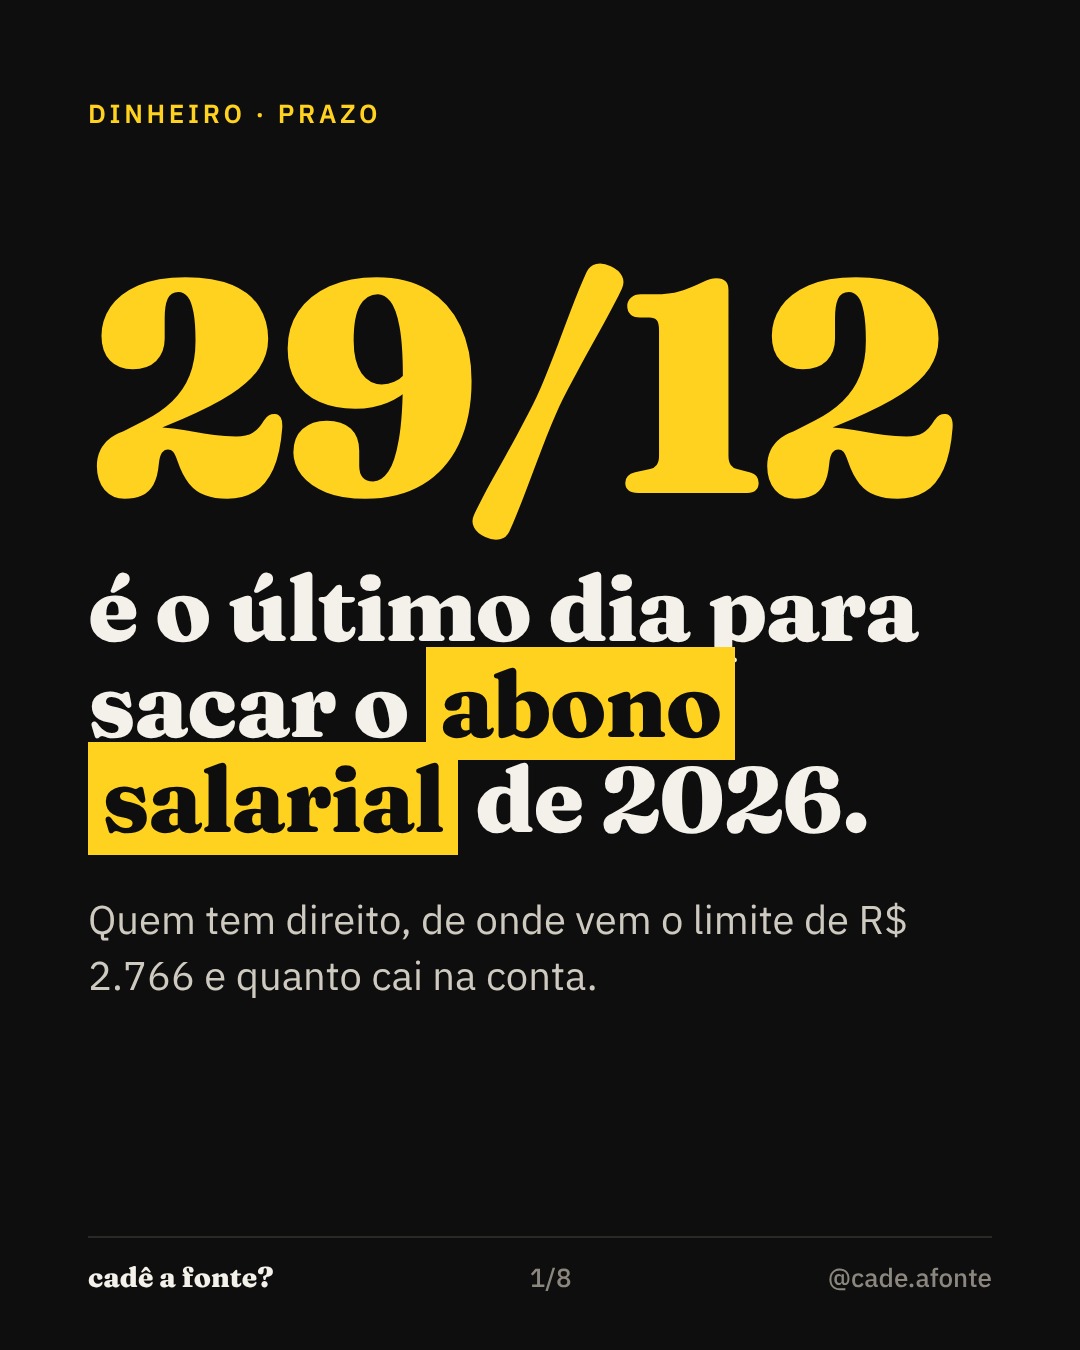 DINHEIRO · PRAZO
29/12
é o último dia para
sacar o abono
salarial de 2026.
Quem tem direito, de onde vem o limite de R$
2.766 e quanto cai na conta.
cadê a fonte?
1/8
@cade.afonte